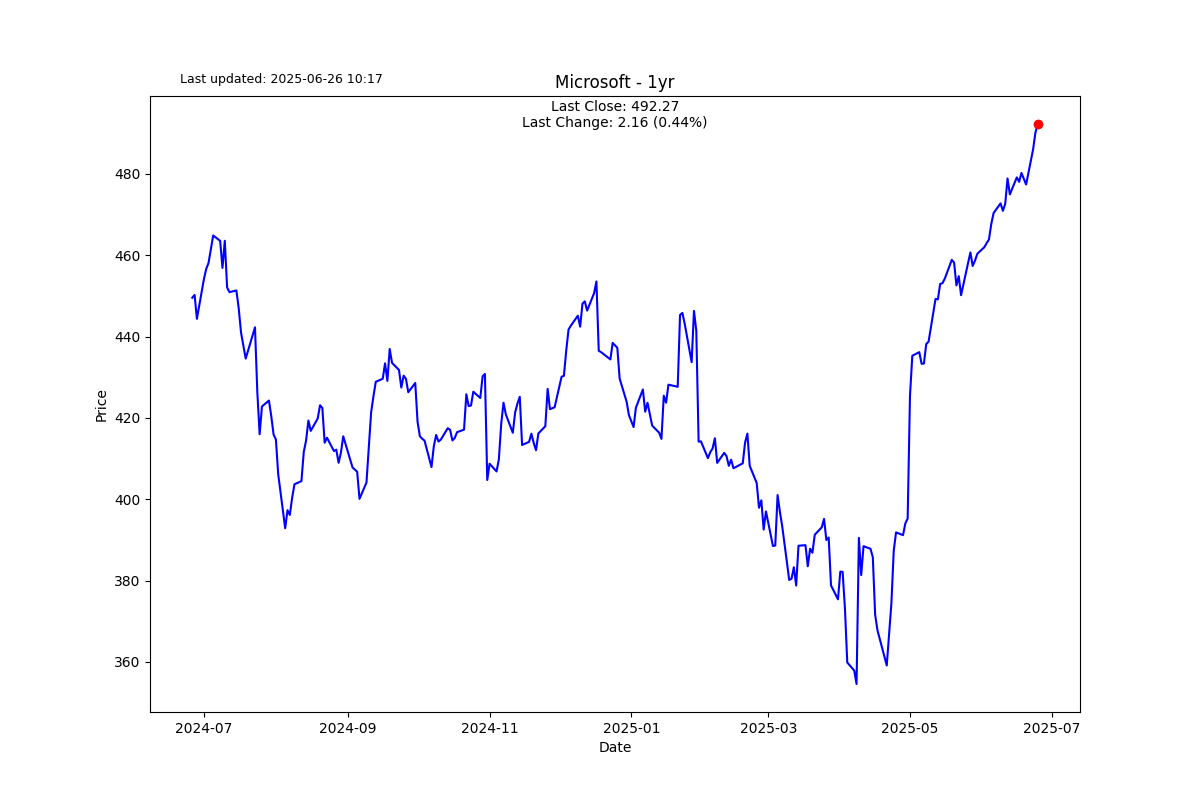 Last updated: 2025-06-26 10:17
Microsoft - 1yr
Last Close: 492.27
Last Change: 2.16 (0.44%)
480
460
440
420
400
380
360
Price
2024-07
2024-09
2024-11
2025-01
2025-03
2025-05
2025-07
Date